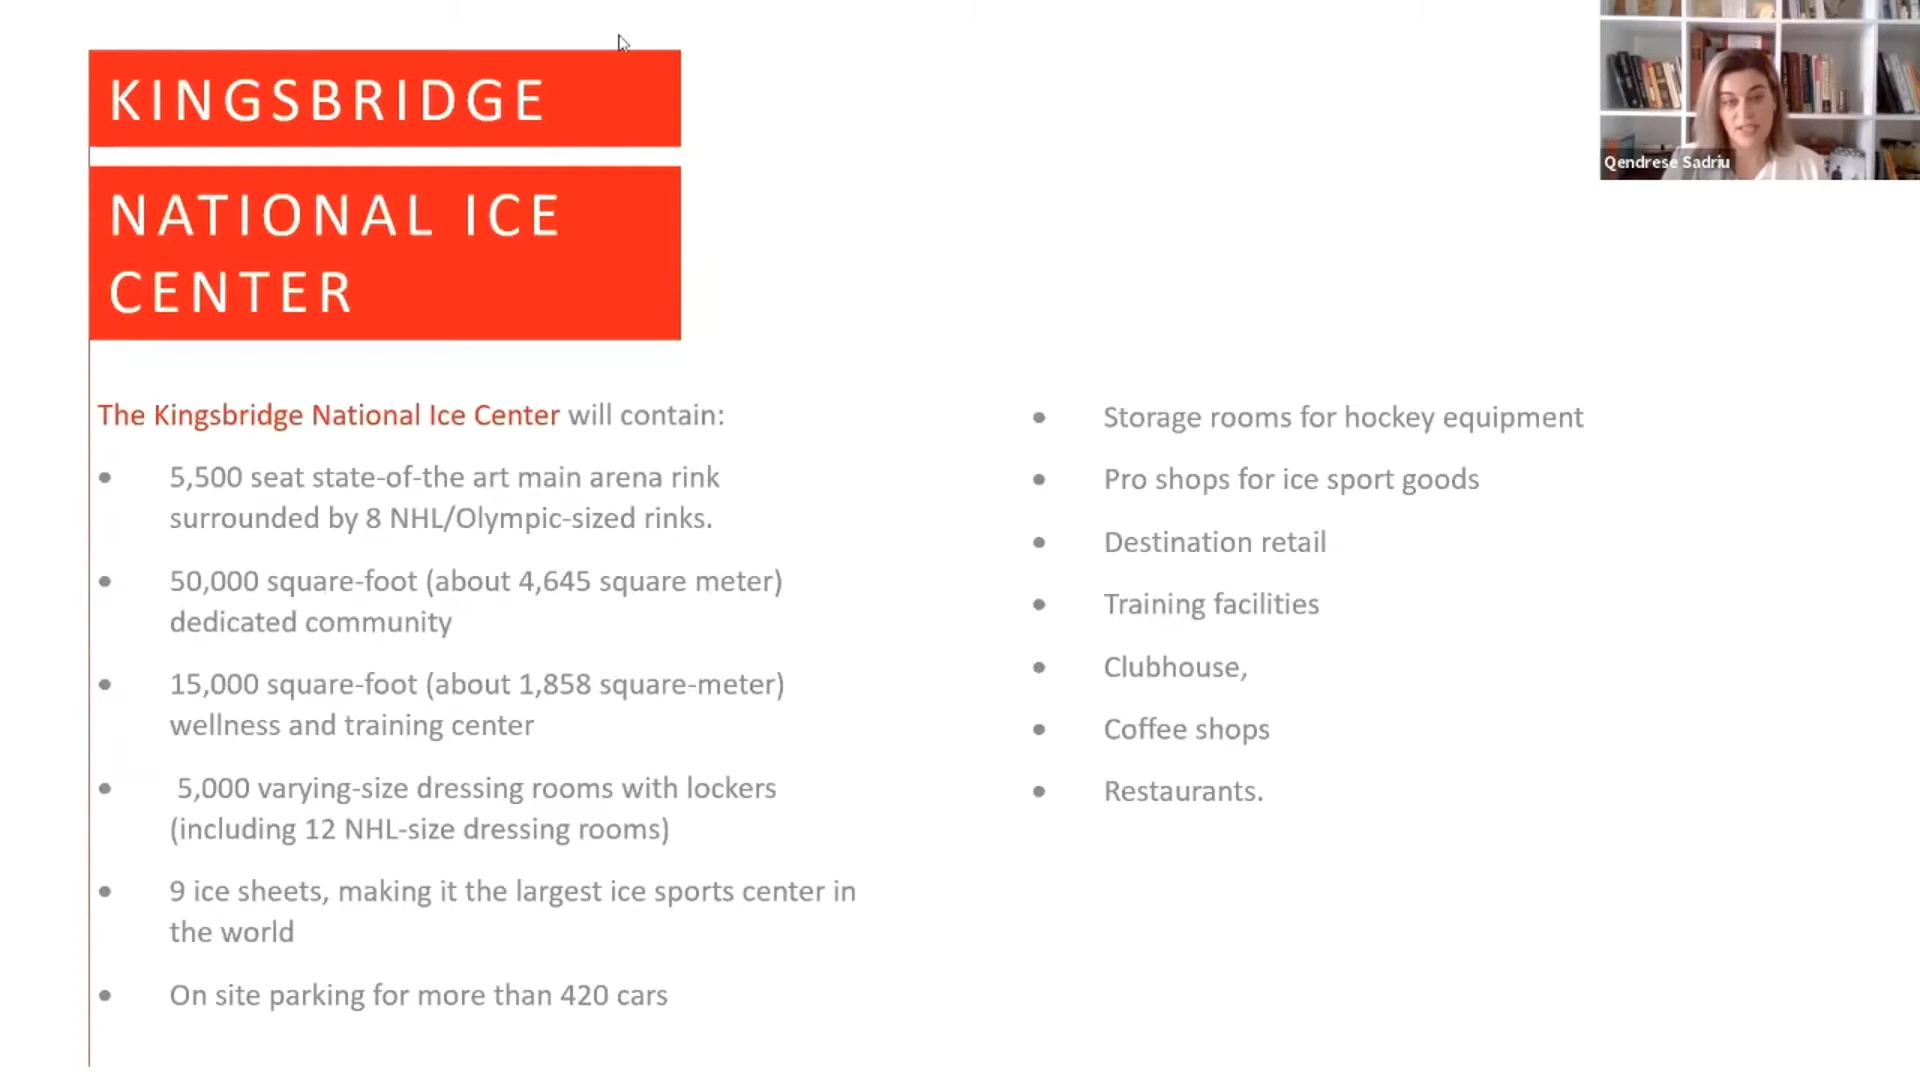 KINGSBRIDGE
NATIONAL ICE
CENTER
Qendrese Sadriu
The Kingsbridge National Ice Center will contain:
• 5,500 seat state-of-the art main arena rink
surrounded by 8 NHL/Olympic-sized rinks.
• 50,000 square-foot (about 4,645 square meter)
dedicated community
• 15,000 square-foot (about 1,858 square-meter)
wellness and training center
• 5,000 varying-size dressing rooms with lockers
(including 12 NHL-size dressing rooms)
• 9 ice sheets, making it the largest ice sports center in
the world
• On site parking for more than 420 cars
• Storage rooms for hockey equipment
• Pro shops for ice sport goods
• Destination retail
• Training facilities
• Clubhouse,
• Coffee shops
• Restaurants.